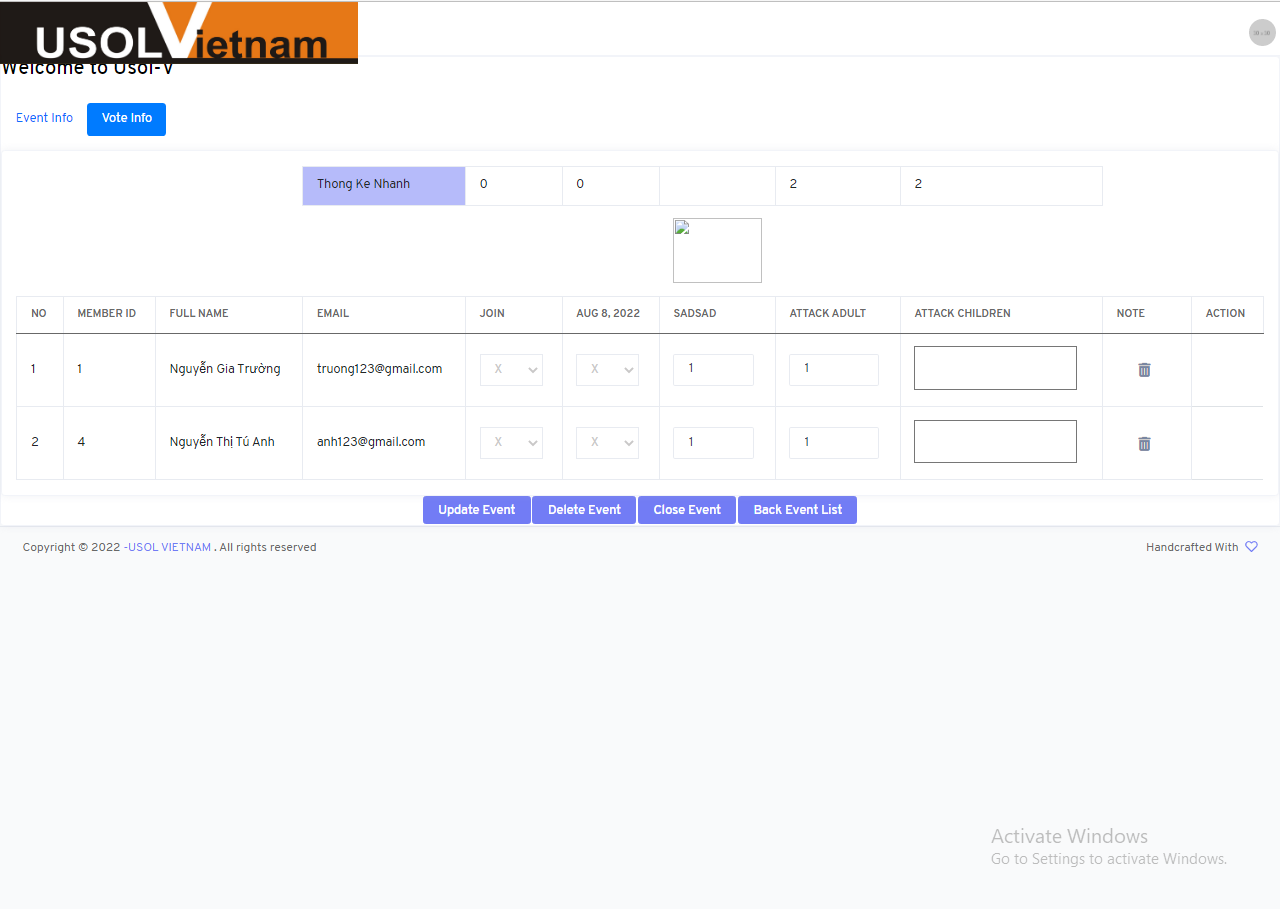 USOLVietnam
Welcome to Usol-V
Event Info Vote Info
Thong Ke Nhanh 0 0 2 2
NO MEMBER ID FULL NAME EMAIL JOIN AUG 8, 2022 SADSAD ATTACK ADULT ATTACK CHILDREN NOTE ACTION
1 1 Nguyễn Gia Trường truong123@gmail.com X X 1 1
2 4 Nguyễn Thị Tú Anh anh123@gmail.com X X 1 1
Update Event Delete Event Close Event Back Event List
Copyright © 2022 -USOL VIETNAM . All rights reserved Handcrafted With
Activate Windows
Go to Settings to activate Windows.